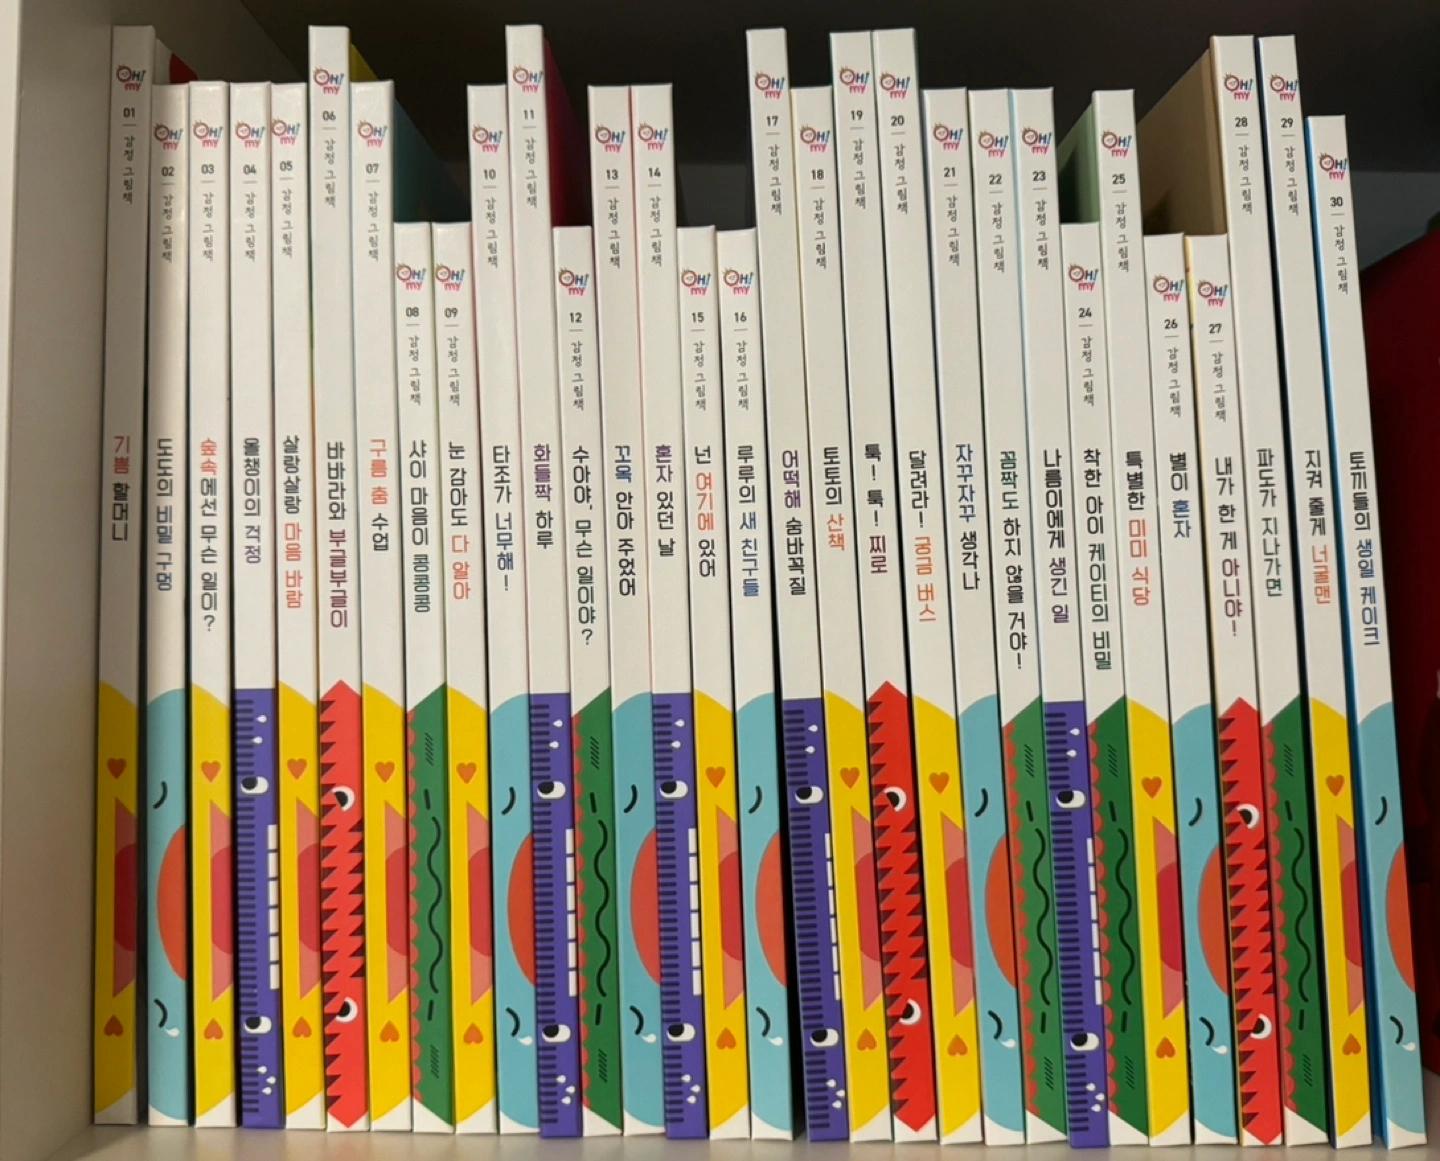 OH! my 01 감정 그림책 기쁨 할머니
OH! my 02 감정 그림책 도도의 비밀 구멍
OH! my 03 감정 그림책 숲속에선 무슨 일이?
OH! my 04 감정 그림책 올챙이의 걱정
OH! my 05 감정 그림책 살랑살랑 마음 바람
OH! my 06 감정 그림책 바바라와 부글부글이
OH! my 07 감정 그림책 구름 춤 수업
OH! my 08 감정 그림책 샤이 마음이 콩콩콩
OH! my 09 감정 그림책 눈 감아도 다 알아
OH! my 10 감정 그림책 타조가 너무해!
OH! my 11 감정 그림책 화들짝 하루
OH! my 12 감정 그림책 수아야, 무슨 일이야?
OH! my 13 감정 그림책 꼬옥 안아 주었어
OH! my 14 감정 그림책 혼자 있던 날
OH! my 15 감정 그림책 넌 여기에 있어
OH! my 16 감정 그림책 루루의 새 친구들
OH! my 17 감정 그림책 어떡해 숨바꼭질
OH! my 18 감정 그림책 토토의 산책
OH! my 19 감정 그림책 툭! 툭! 찌로
OH! my 20 감정 그림책 달려라! 궁금 버스
OH! my 21 감정 그림책 자꾸자꾸 생각나
OH! my 22 감정 그림책 꼼짝도 하지 않을 거야!
OH! my 23 감정 그림책 나름이에게 생긴 일
OH! my 24 감정 그림책 착한 아이 케이티의 비밀
OH! my 25 감정 그림책 특별한 미미 식당
OH! my 26 감정 그림책 별이 혼자
OH! my 27 감정 그림책 내가 한 게 아니야!
OH! my 28 감정 그림책 파도가 지나가면
OH! my 29 감정 그림책 지켜 줄게 너굴맨
OH! my 30 감정 그림책 토끼들의 생일 케이크